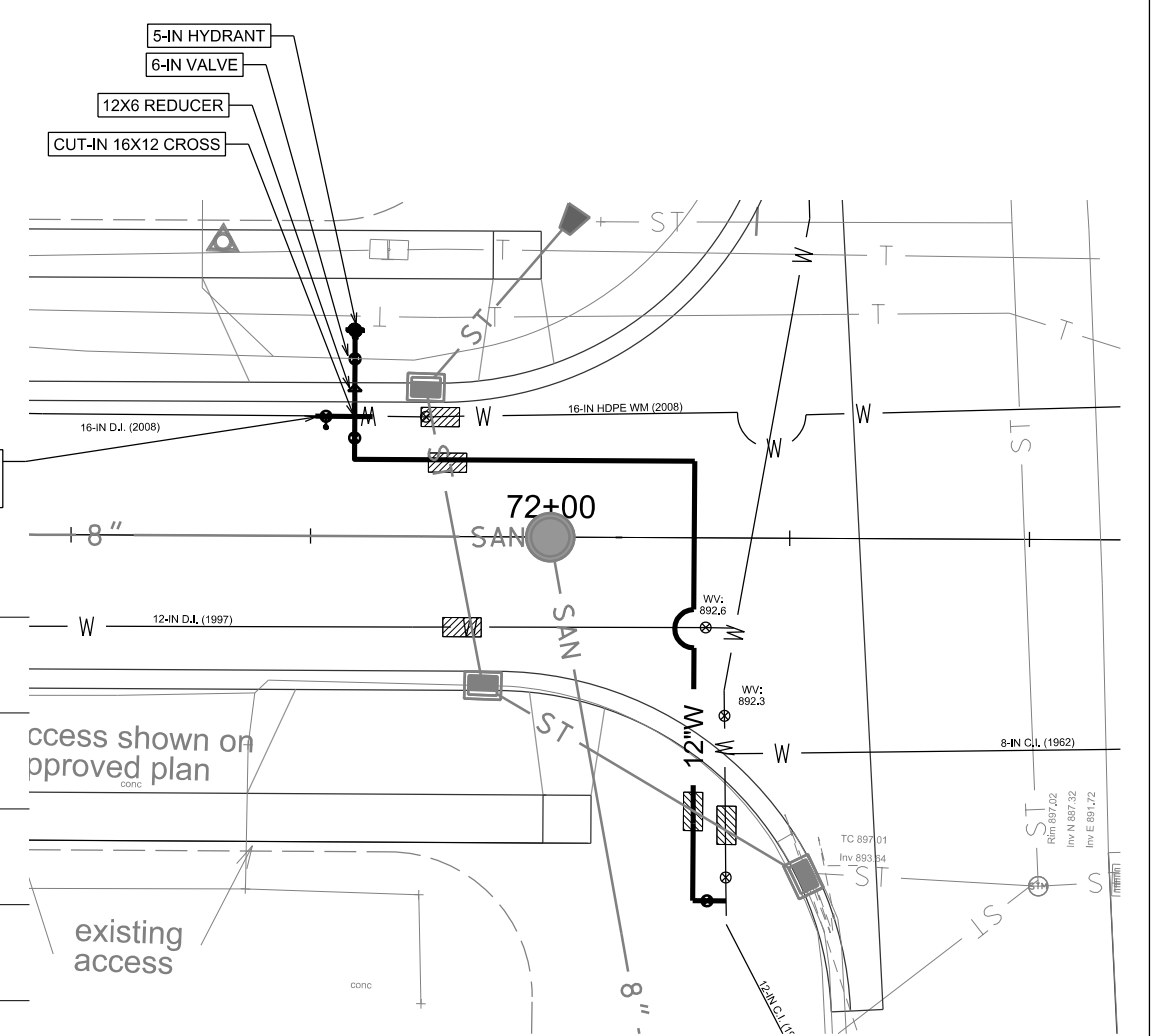 5-IN HYDRANT
6-IN VALVE
12X6 REDUCER
CUT-IN 16X12 CROSS
ST
T
T
T
T
T
T
ST
W
W
W
16-IN HDPE WM (2008)
W
W
16-IN D.I. (2008)
ST
ST
72+00
8"
SAN
SAN
W
12-IN D.I. (1997)
W
WV:
892.6
W
WV:
892.3
12"W
W
W
8-IN C.I. (1962)
ST
ccess shown on
pproved plan
conc
TC 897.01
Inv 893.64
ST
ST
Rim 897.02
Inv N 887.32
Inv E 891.72
STM
S
ST
existing
access
conc
8"
12-IN C.I.